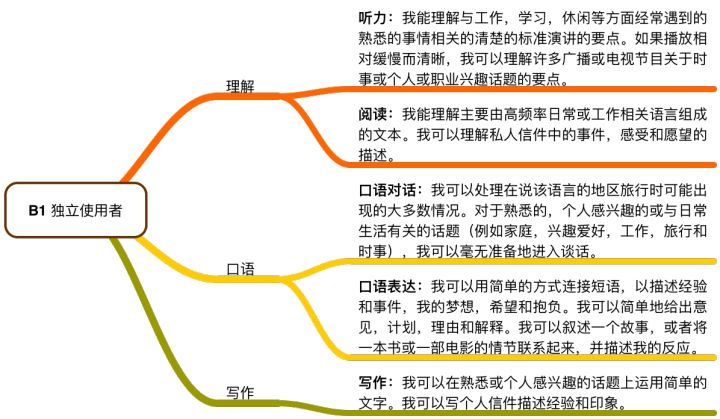 B1 独立使用者
理解
听力：我能理解与工作，学习，休闲等方面经常遇到的
熟悉的事情相关的清楚的标准演讲的要点。如果播放相
对缓慢而清晰，我可以理解许多广播或电视节目关于时
事或个人或职业兴趣话题的要点。
阅读：我能理解主要由高频率日常或工作相关语言组成
的文本。我可以理解私人信件中的事件，感受和愿望的
描述。
口语
口语对话：我可以处理在说该语言的地区旅行时可能出
现的大多数情况。对于熟悉的，个人感兴趣的或与日常
生活有关的话题（例如家庭，兴趣爱好，工作，旅行和
时事），我可以毫无准备地进入谈话。
口语表达：我可以用简单的方式连接短语，以描述经验
和事件，我的梦想，希望和抱负。我可以简单地给出意
见，计划，理由和解释。我可以叙述一个故事，或者将
一本书或一部电影的情节联系起来，并描述我的反应。
写作
写作：我可以在熟悉或个人感兴趣的话题上运用简单的
文字。我可以写个人信件描述经验和印象。